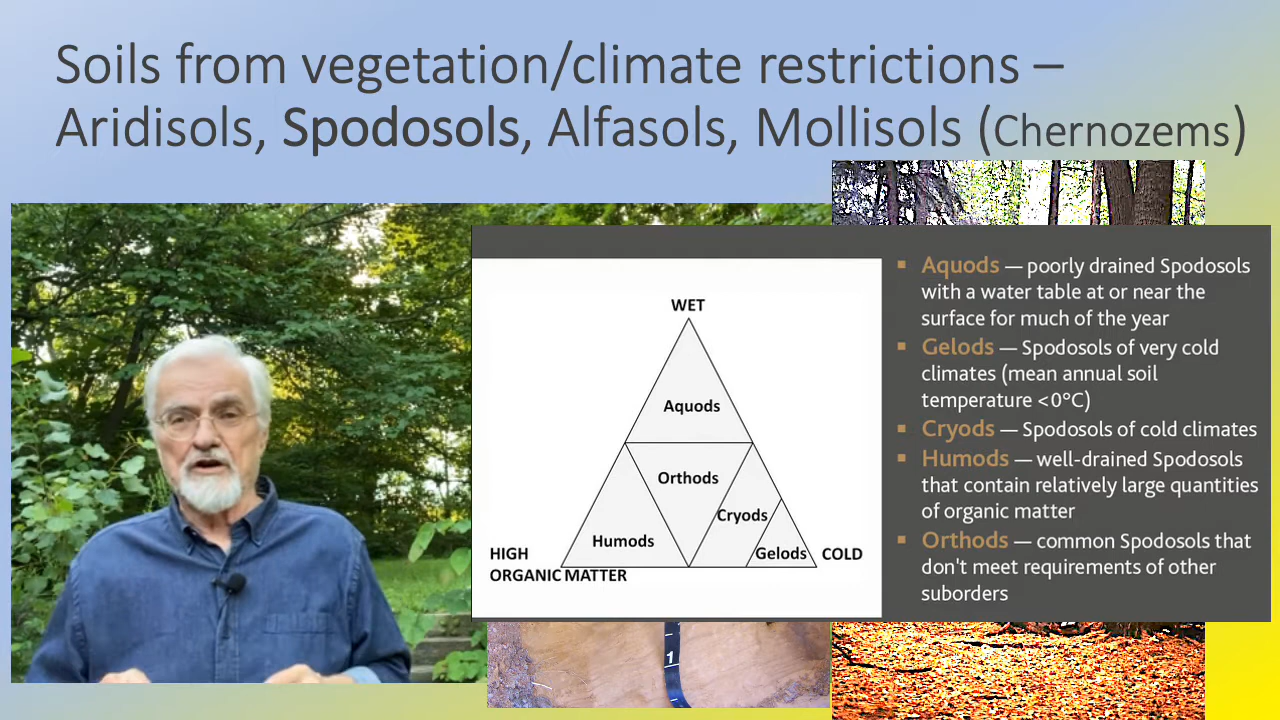 Soils from vegetation/climate restrictions –
Aridisols, Spodosols, Alfasols, Mollisols (Chernozems)
WET
Aquods
Orthods
Cryods
Humods
Gelods
HIGH
ORGANIC MATTER
COLD
▪ Aquods — poorly drained Spodosols
with a water table at or near the
surface for much of the year
▪ Gelods — Spodosols of very cold
climates (mean annual soil
temperature <0°C)
▪ Cryods — Spodosols of cold climates
▪ Humods — well-drained Spodosols
that contain relatively large quantities
of organic matter
▪ Orthods — common Spodosols that
don't meet requirements of other
suborders
1